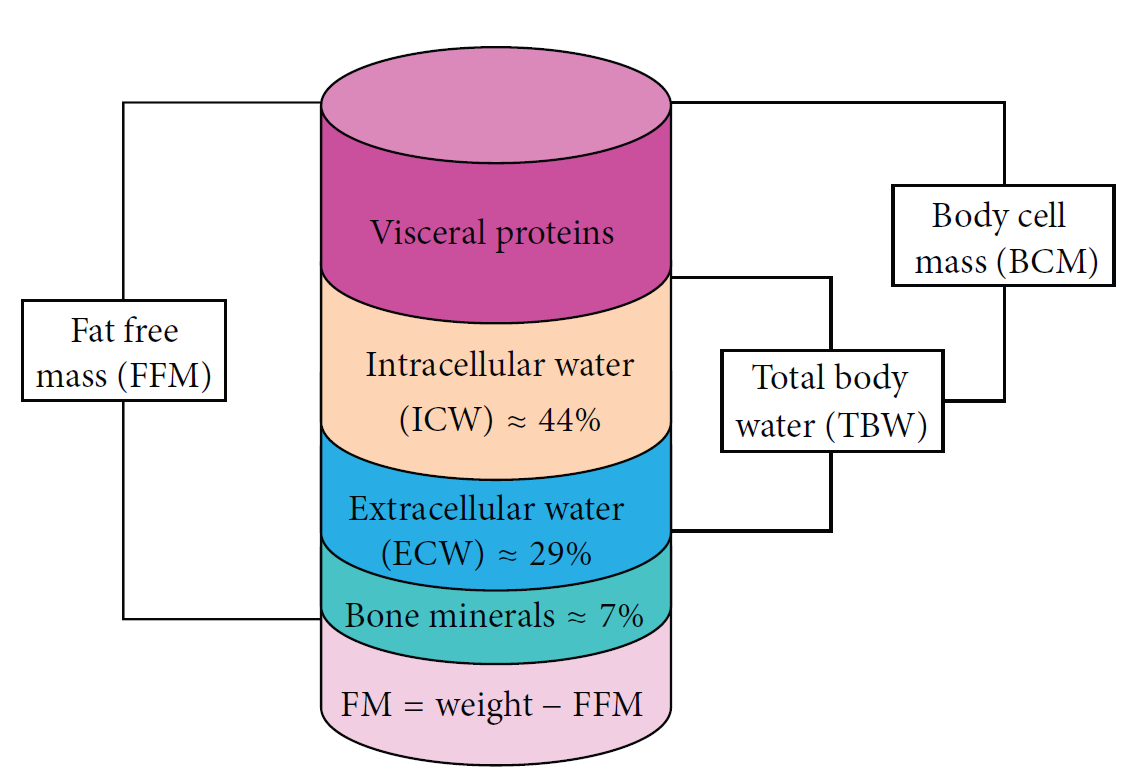 Visceral proteins
Body cell
mass (BCM)
Fat free
mass (FFM)
Intracellular water
(ICW) ≈ 44%
Total body
water (TBW)
Extracellular water
(ECW) ≈ 29%
Bone minerals ≈ 7%
FM = weight − FFM